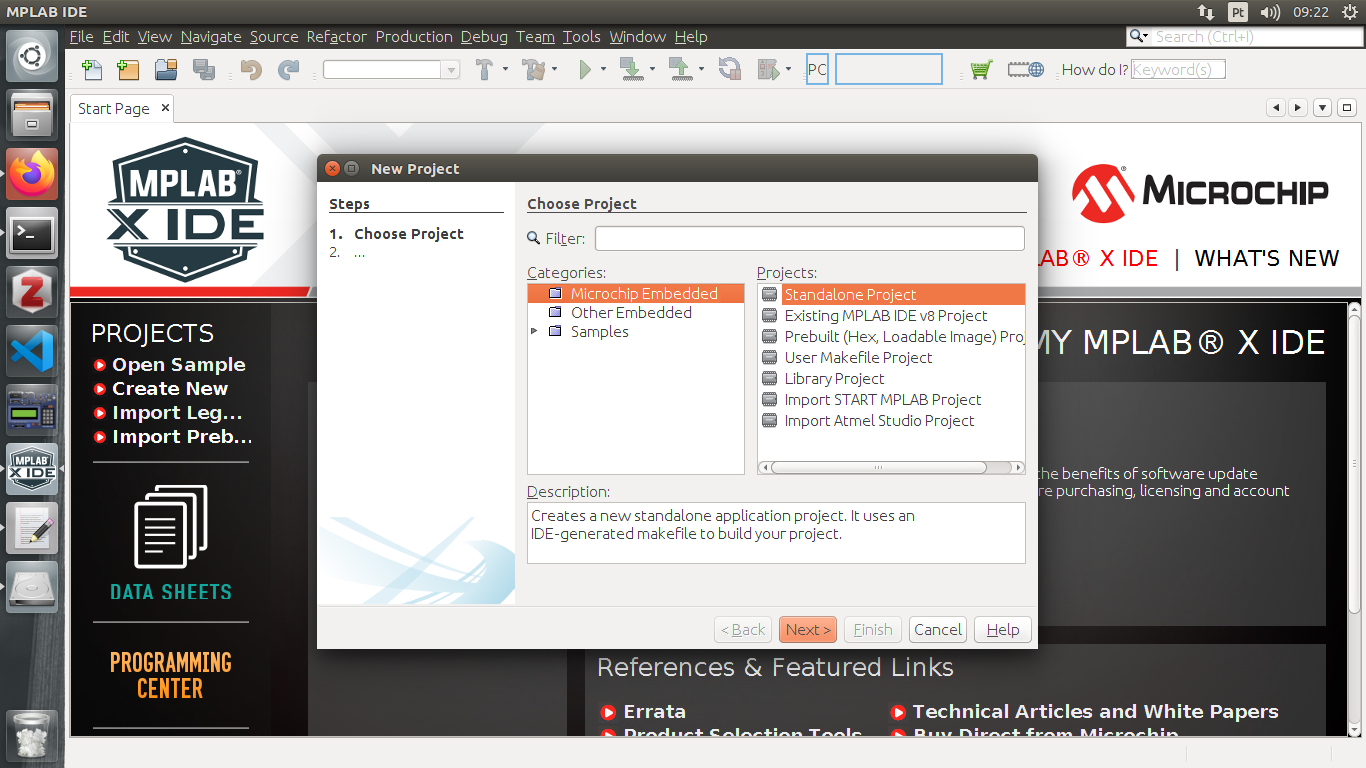 MPLAB IDE
Pt
09:22
File Edit View Navigate Source Refactor Production Debug Team Tools Window Help
Search (Ctrl+I)
PC
How do I?
Keyword(s)
Start Page
MPLAB®
X IDE
MICROCHIP
LAB® X IDE | WHAT'S NEW
PROJECTS
Open Sample
Create New
Import Leg...
Import Preb...
DATA SHEETS
PROGRAMMING
CENTER
MY MPLAB® X IDE
the benefits of software update
re purchasing, licensing and account
References & Featured Links
Errata
Technical Articles and White Papers
Product Selection Tools
Buy Direct from Microchip
New Project
Steps
1. Choose Project
2. ...
Choose Project
Filter:
Categories:
Microchip Embedded
Other Embedded
Samples
Projects:
Standalone Project
Existing MPLAB IDE v8 Project
Prebuilt (Hex, Loadable Image) Proj
User Makefile Project
Library Project
Import START MPLAB Project
Import Atmel Studio Project
Description:
Creates a new standalone application project. It uses an
IDE-generated makefile to build your project.
< Back
Next >
Finish
Cancel
Help
MPLAB
X IDE